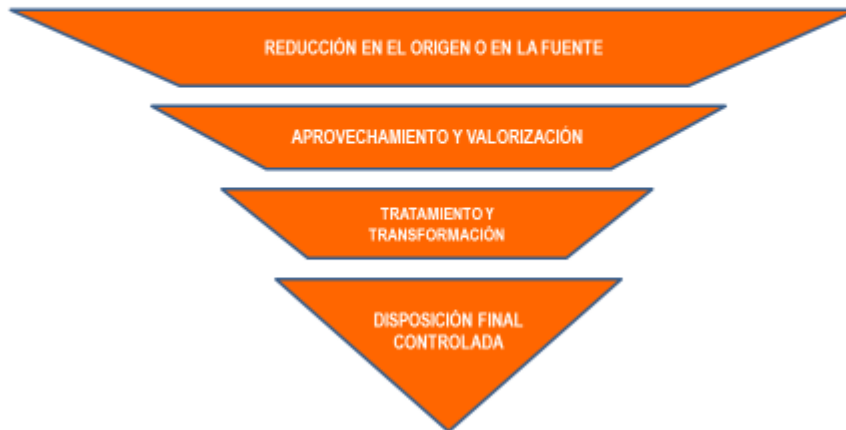 REDUCCIÓN EN EL ORIGEN O EN LA FUENTE
APROVECHAMIENTO Y VALORIZACIÓN
TRATAMIENTO Y
TRANSFORMACIÓN
DISPOSICIÓN FINAL
CONTROLADA